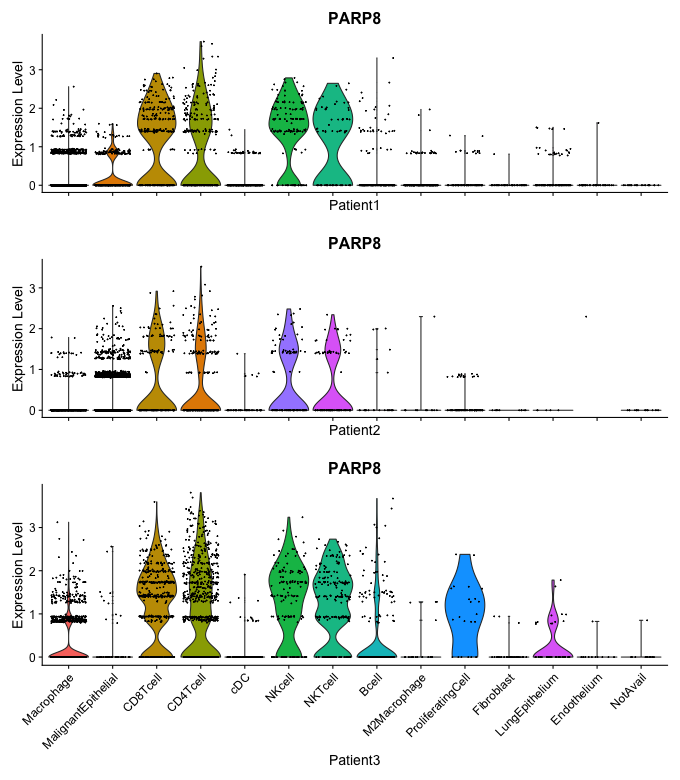 PARP8
Expression Level
3
2
1
0
Patient1
PARP8
Expression Level
3
2
1
0
Patient2
PARP8
Expression Level
3
2
1
0
Macrophage
MalignantEpithelial
CD8Tcell
CD4Tcell
cDC
NKcell
NKTcell
Bcell
M2Macrophage
ProliferatingCell
Fibroblast
LungEpithelium
Endothelium
NotAvail
Patient3